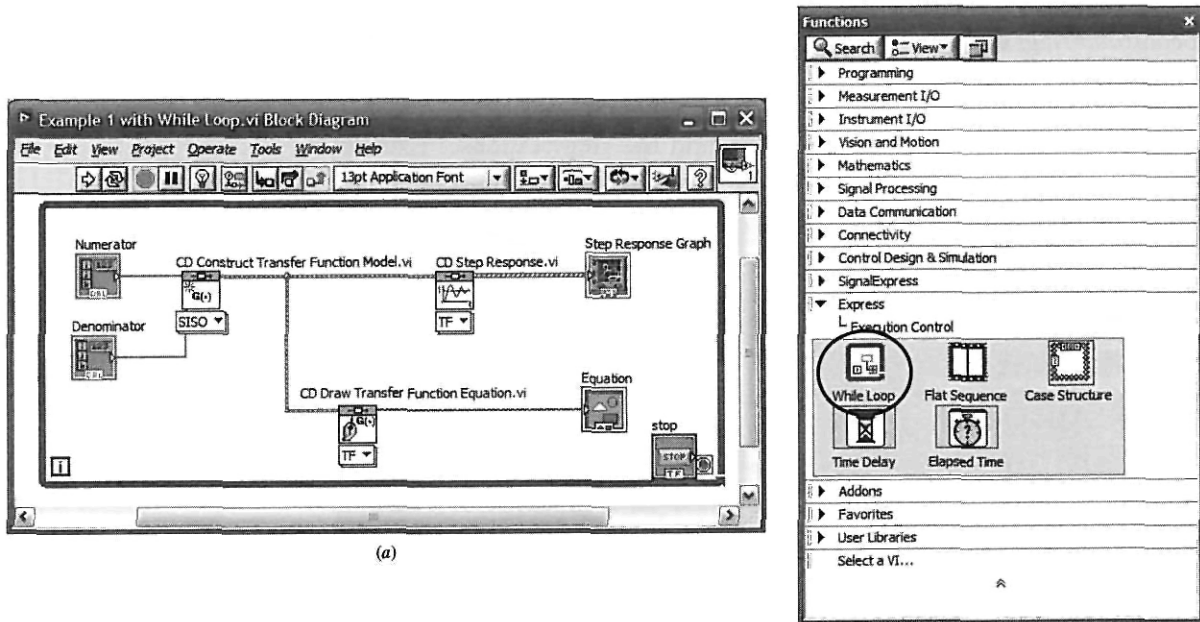 Example 1 with While Loop.vi Block Diagram
File Edit View Project Operate Tools Window Help
13pt Application Font
1
Numerator
DBL
CD Construct Transfer Function Model.vi
G(·)
SISO
CD Step Response.vi
TF
Step Response Graph
Denominator
DBL
CD Draw Transfer Function Equation.vi
G(·)
TF
Equation
stop
STOP
TF
i
(a)
Functions
Search View
Programming
Measurement I/O
Instrument I/O
Vision and Motion
Mathematics
Signal Processing
Data Communication
Connectivity
Control Design & Simulation
SignalExpress
Express
Execution Control
While Loop Flat Sequence Case Structure
Time Delay Elapsed Time
Addons
Favorites
User Libraries
Select a VI...